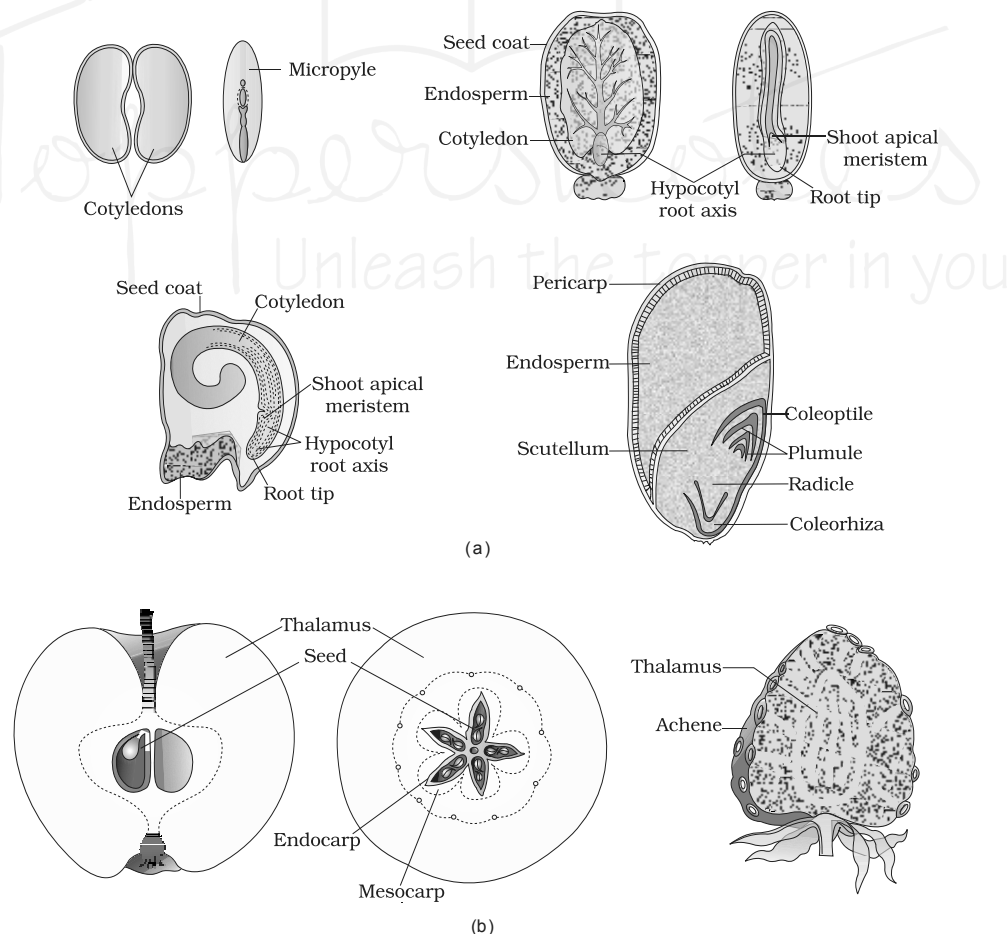 Micropyle
Cotyledons
Seed coat
Endosperm
Cotyledon
Hypocotyl
root axis
Shoot apical
meristem
Root tip
Toppersnotes
Unleash the topper in you
Seed coat
Cotyledon
Shoot apical
meristem
Hypocotyl
root axis
Root tip
Endosperm
Pericarp
Endosperm
Scutellum
Coleoptile
Plumule
Radicle
Coleorhiza
(a)
Thalamus
Seed
Endocarp
Mesocarp
Thalamus
Achene
(b)